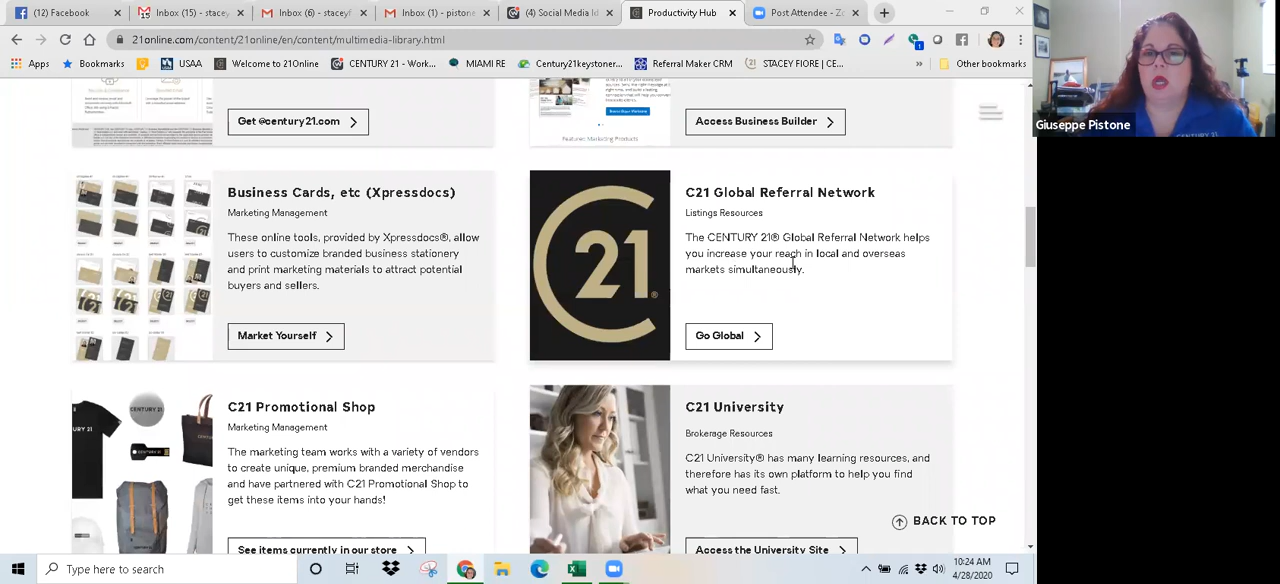 (12) Facebook
Inbox (15) - stacey
Inbox (6) - staceyf
Inbox (1) - pistone
(4) Social Media Id
Productivity Hub
Post Attendee - Zo
21online.com/content/21online/en/content/multimedia-library.html
Apps
Bookmarks
USAA
Welcome to 21Online
CENTURY 21 - Work...
MIAMI RE
Century21keystoner...
Referral Maker CRM
STACEY FIORE | CE...
»
Other bookmarks
Giuseppe Pistone
CENTURY 21
Get @century21.com
Access Business Builder
Features Marketing Products
Business Cards, etc (Xpressdocs)
Marketing Management
These online tools, provided by Xpressdocs®, allow
users to customize branded business stationery
and print marketing materials to attract potential
buyers and sellers.
Market Yourself
C21®
C21 Global Referral Network
Listings Resources
The CENTURY 21® Global Referral Network helps
you increase your reach in local and overseas
markets simultaneously.
Go Global
CENTURY 21
C21 Promotional Shop
Marketing Management
The marketing team works with a variety of vendors
to create unique, premium branded merchandise
and have partnered with C21 Promotional Shop to
get these items into your hands!
See items currently in our store
C21 University
Brokerage Resources
C21 University® has many learning resources, and
therefore has its own platform to help you find
what you need fast.
Access the University Site
BACK TO TOP
Type here to search
10:24 AM
4/28/2020